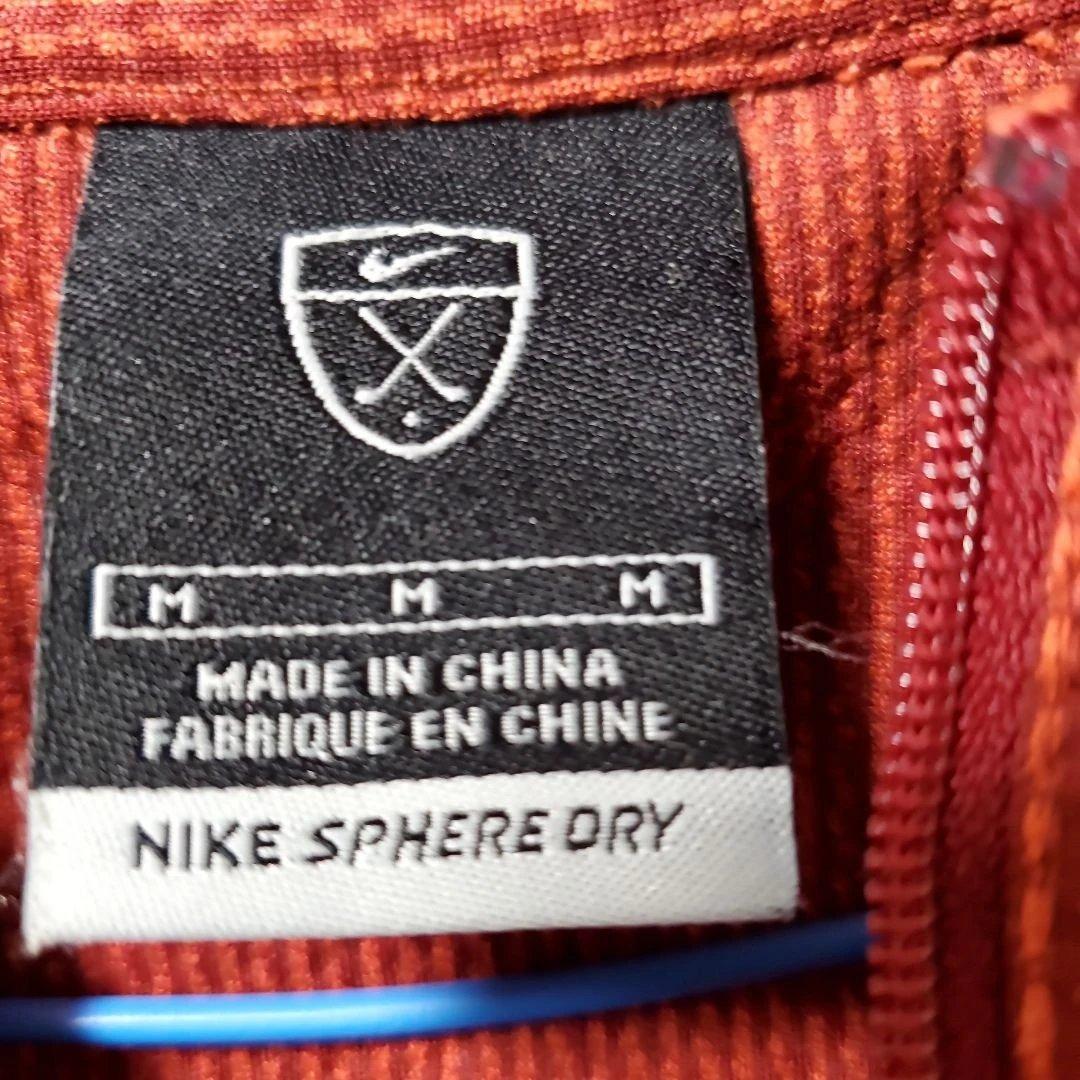 M M M
MADE IN CHINA
FABRIQUE EN CHINE
NIKE SPHERE DRY